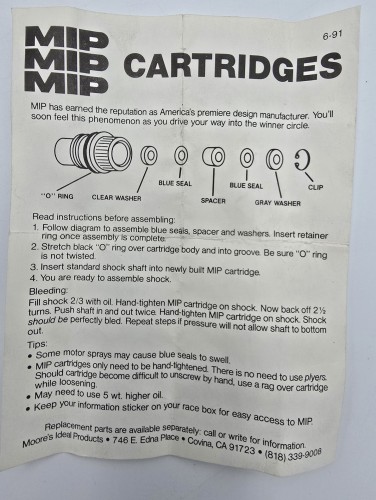 MIP
MIP
MIP
6-91
CARTRIDGES
MIP has earned the reputation as America's premiere design manufacturer. You'll
soon feel this phenomenon as you drive your way into the winner circle.
BLUE SEAL
BLUE SEAL
CLIP
"O" RING
CLEAR WASHER
SPACER
GRAY WASHER
Read instructions before assembling:
1. Follow diagram to assemble blue seals, spacer and washers. Insert retainer
ring once assembly is complete.
2. Stretch black "O" ring over cartridge body and into groove. Be sure "O" ring
is not twisted.
3. Insert standard shock shaft into newly built MIP cartridge.
4. You are ready to assemble shock.
Bleeding:
Fill shock 2/3 with oil. Hand-tighten MIP cartridge on shock. Now back off 2½
turns. Push shaft in and out twice. Hand-tighten MIP cartridge on shock. Shock
should be perfectly bled. Repeat steps if pressure will not allow shaft to bottom
out.
Tips:
• Some motor sprays may cause blue seals to swell.
• MIP cartridges only need to be hand-tightened. There is no need to use plyers.
Should cartridge become difficult to unscrew by hand, use a rag over cartridge
while loosening.
• May need to use 5 wt. higher oil.
• Keep your information sticker on your race box for easy access to MIP.
Replacement parts are available separately: call or write for information.
Moore's Ideal Products • 746 E. Edna Place • Covina, CA 91723 • (818) 339-9008